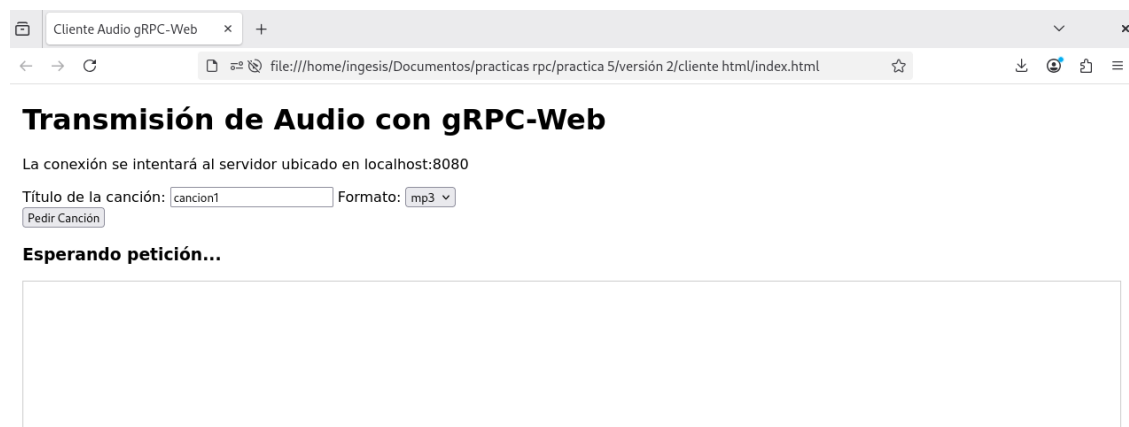 Cliente Audio gRPC-Web
file:///home/ingesis/Documentos/practicas rpc/practica 5/versión 2/cliente html/index.html
Transmisión de Audio con gRPC-Web
La conexión se intentará al servidor ubicado en localhost:8080
Título de la canción: cancion1 Formato: mp3
Pedir Canción
Esperando petición...